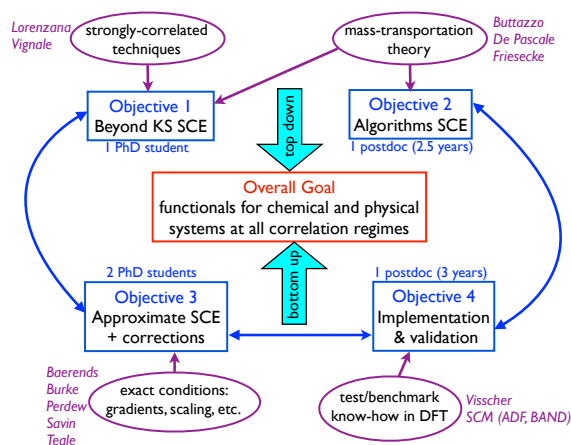 Lorenzana
Vignale
strongly-correlated
techniques
mass-transportation
theory
Buttazzo
De Pascale
Friesecke
Objective 1
Beyond KS SCE
1 PhD student
top down
Objective 2
Algorithms SCE
1 postdoc (2.5 years)
Overall Goal
functionals for chemical and physical
systems at all correlation regimes
2 PhD students
Objective 3
Approximate SCE
+ corrections
bottom up
1 postdoc (3 years)
Objective 4
Implementation
& validation
Baerends
Burke
Perdew
Savin
Teale
exact conditions:
gradients, scaling, etc.
test/benchmark
know-how in DFT
Visscher
SCM (ADF, BAND)